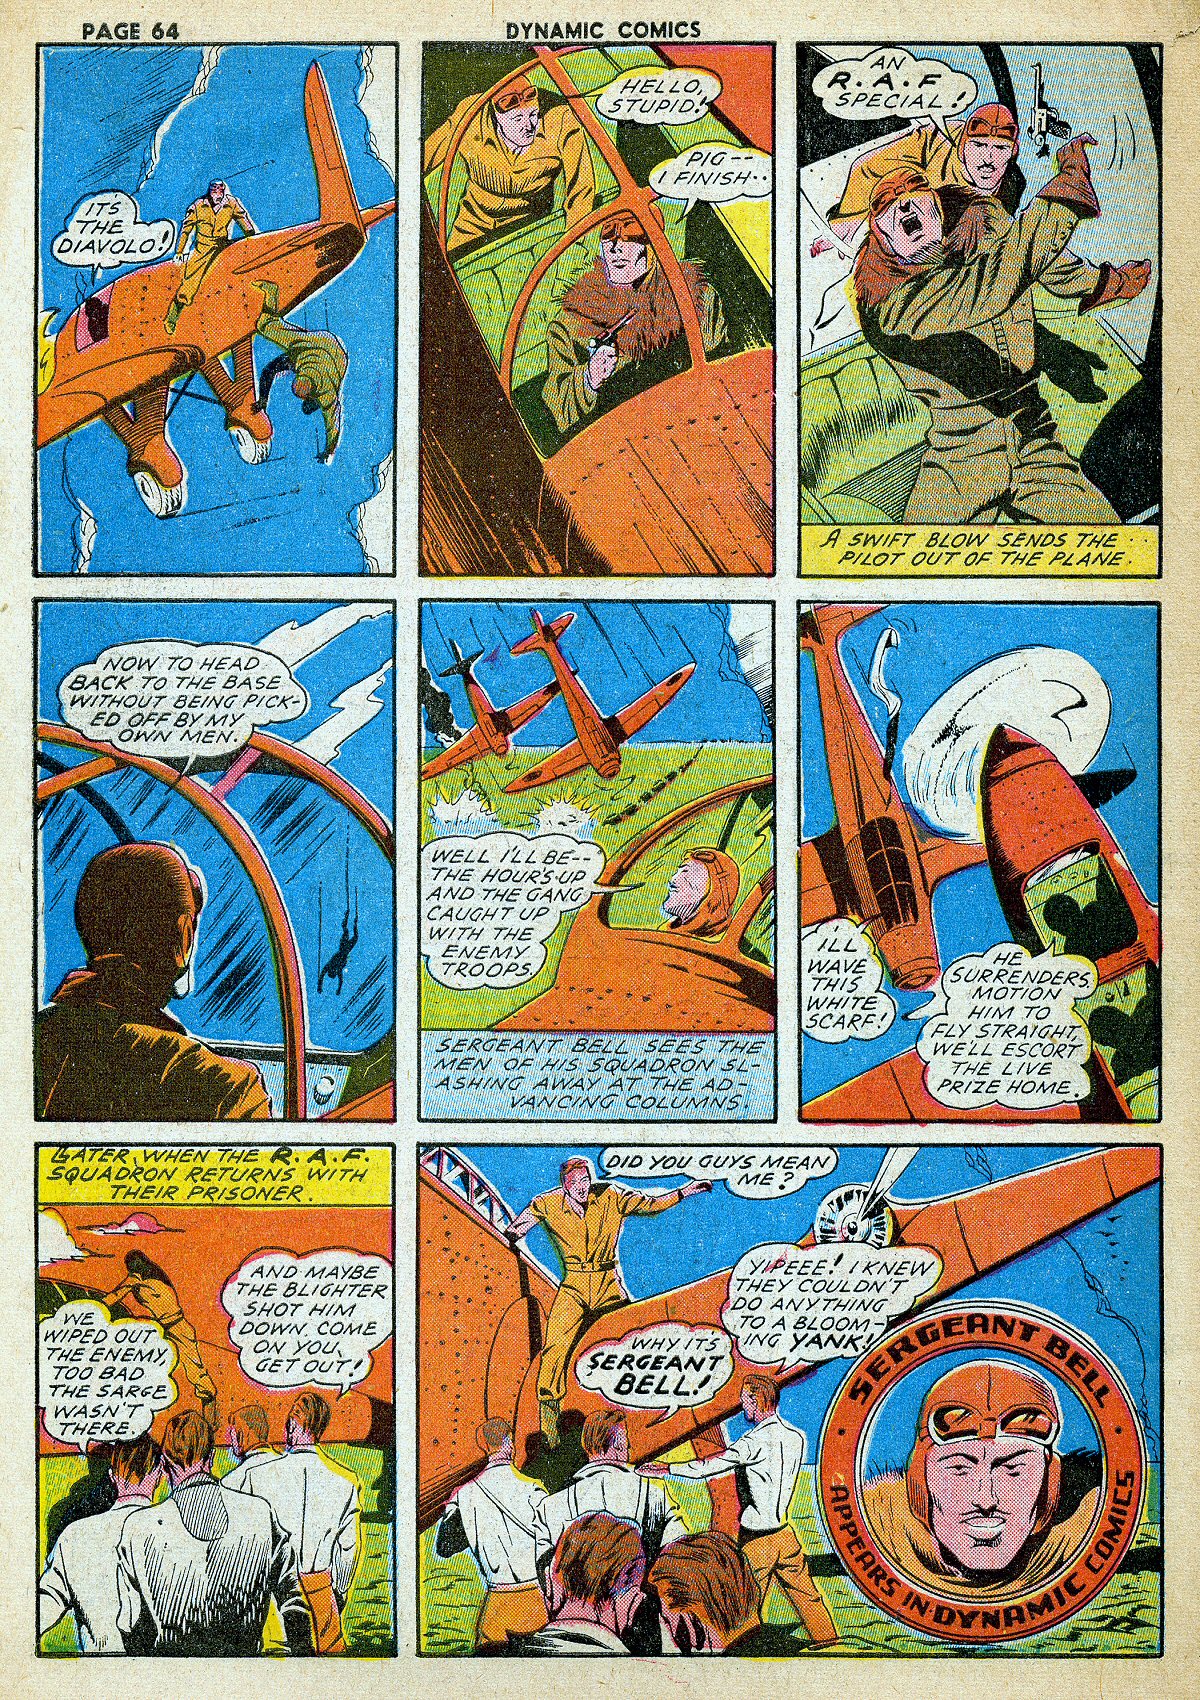 PAGE 64
DYNAMIC COMICS
IT'S
THE
DIAVOLO!
HELLO,
STUPID!
PIG--
I FINISH..
AN
R.A.F
SPECIAL!
A SWIFT BLOW SENDS THE ..
PILOT OUT OF THE PLANE.
NOW TO HEAD
BACK TO THE BASE
WITHOUT BEING PICK-
ED OFF BY MY
OWN MEN.
WELL I'LL BE--
THE HOUR'S UP
AND THE GANG
CAUGHT UP
WITH THE
ENEMY
TROOPS.
SERGEANT BELL SEES THE
MEN OF HIS SQUADRON SL-
ASHING AWAY AT THE AD-
VANCING COLUMNS.
I'LL
WAVE
THIS
WHITE
SCARF!
HE
SURRENDERS.
MOTION
HIM TO
FLY STRAIGHT,
WE'LL ESCORT
THE LIVE
PRIZE HOME.
LATER, WHEN THE R.A.F.
SQUADRON RETURNS WITH
THEIR PRISONER.
WE
WIPED OUT
THE ENEMY,
TOO BAD
THE SARGE
WASN'T
THERE.
AND MAYBE
THE BLIGHTER
SHOT HIM
DOWN. COME
ON YOU,
GET OUT!
DID YOU GUYS MEAN
ME?
WHY IT'S
SERGEANT
BELL!
YIPEEE! I KNEW
THEY COULDN'T
DO ANYTHING
TO A BLOOM-
ING YANK!
SERGEANT BELL
APPEARS IN DYNAMIC COMICS